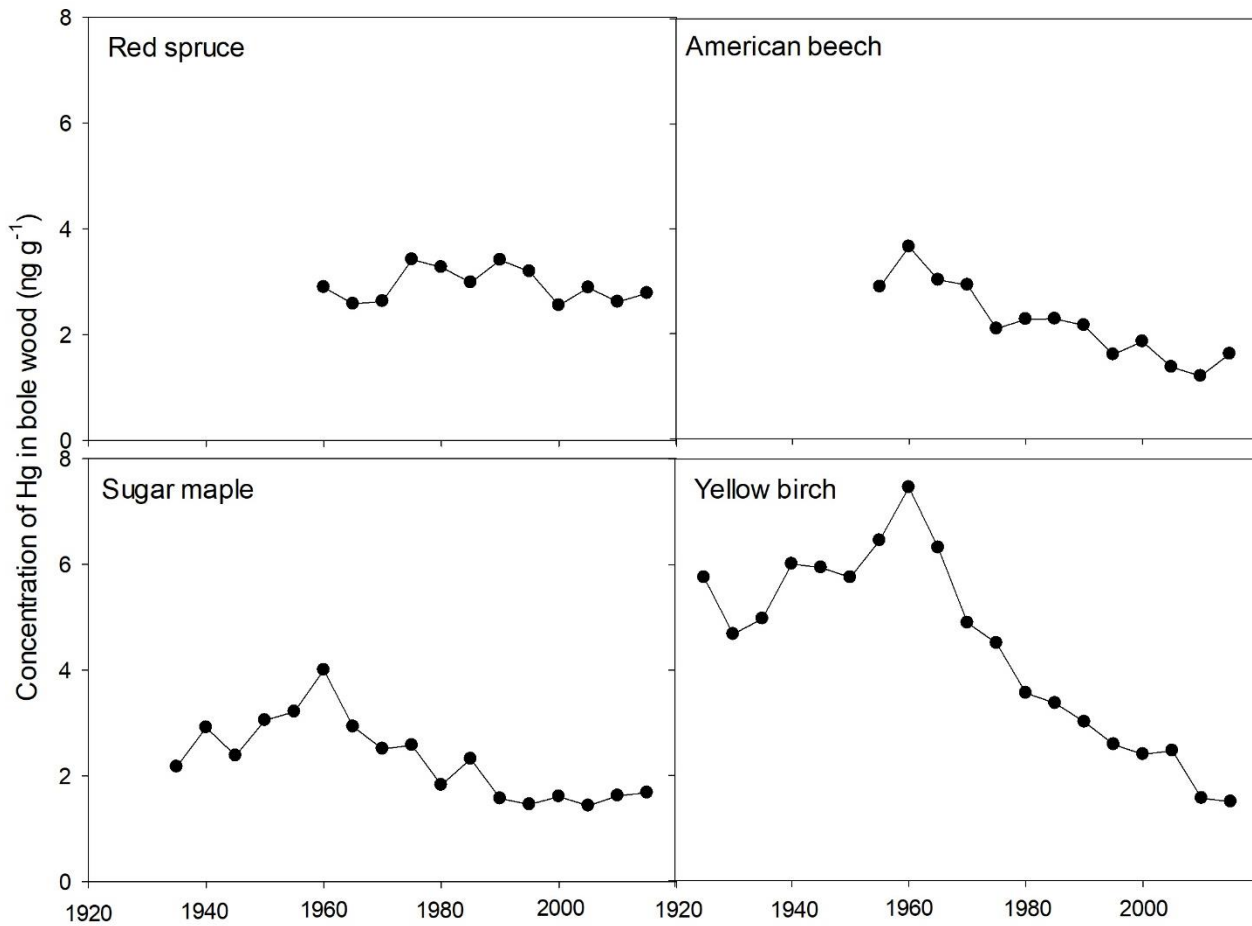 Concentration of Hg in bole wood (ng g⁻¹)
8
6
4
2
0
Red spruce
American beech
8
6
4
2
0
Sugar maple
Yellow birch
1920 1940 1960 1980 2000 1920 1940 1960 1980 2000